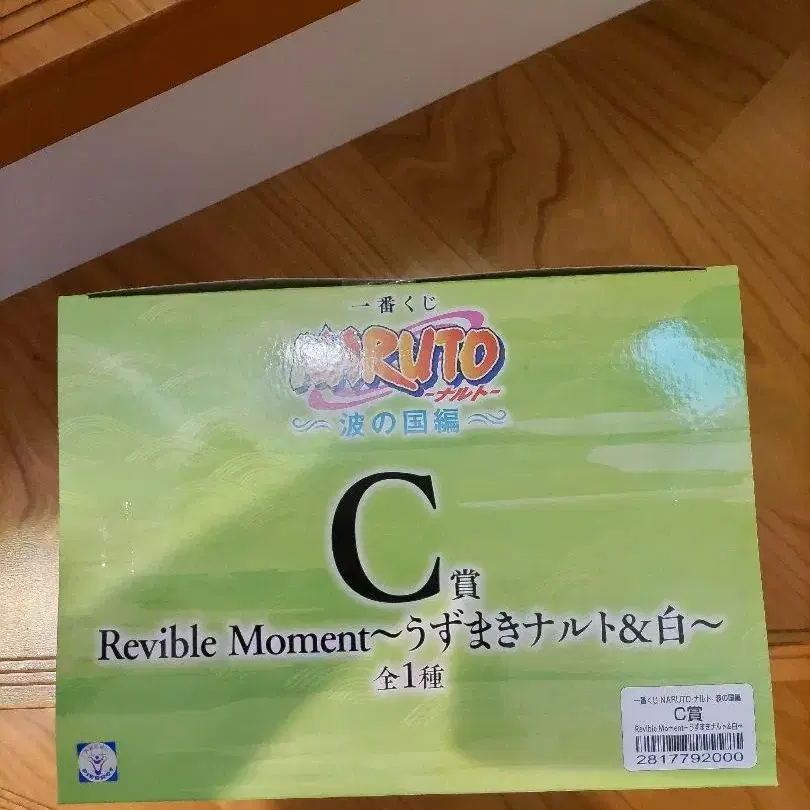 一番くじ
NARUTO
-ナルト-
～波の国編～
C賞
Revible Moment～うずまきナルト&白～
全1種
一番くじ NARUTO-ナルト- 波の国編
C賞
Revible Moment～うずまきナルト&白～
2817792000